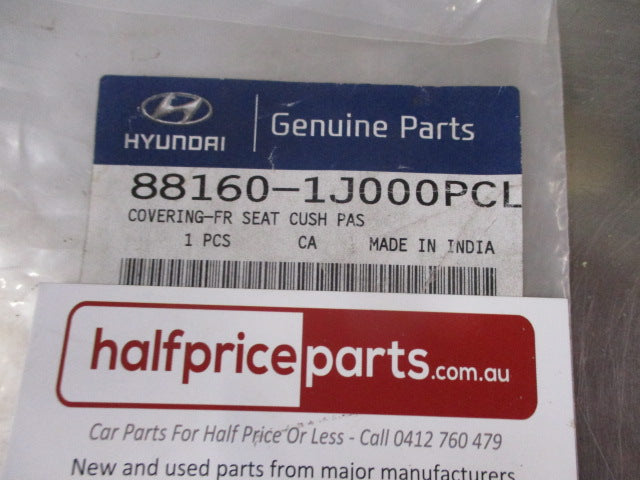 HYUNDAI
Genuine Parts
88160-1J000PCL
COVERING-FR SEAT CUSH PAS
1 PCS CA MADE IN INDIA
halfpriceparts.com.au
Car Parts For Half Price Or Less - Call 0412 760 479
New and used parts from major manufacturers